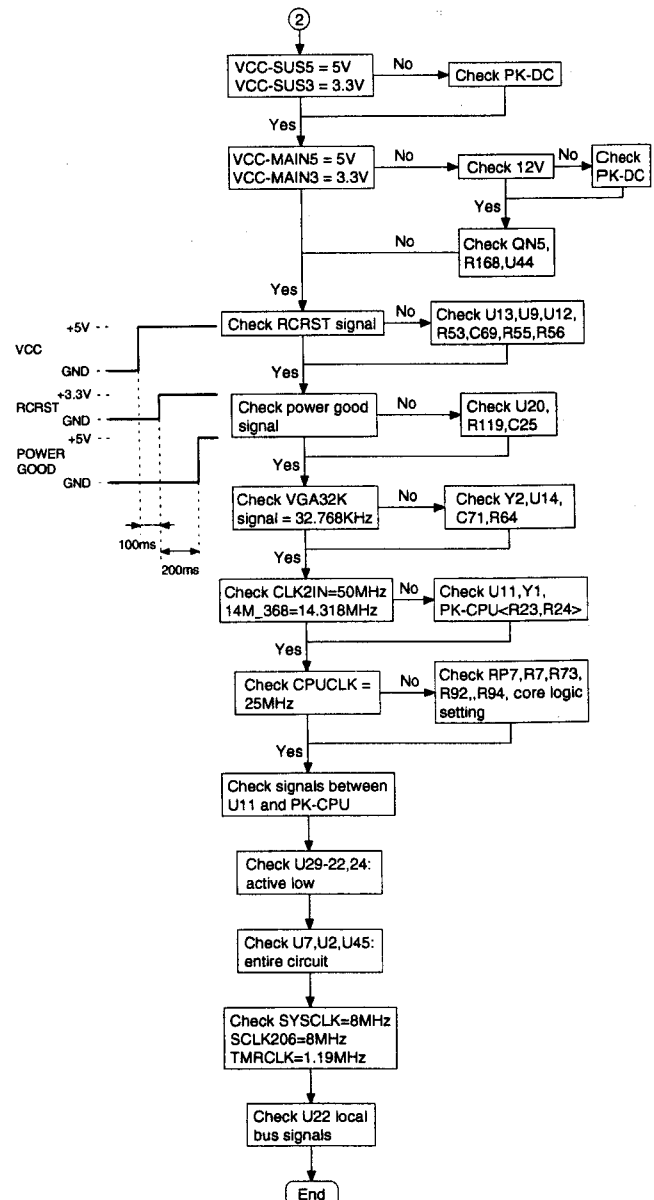 2
VCC-SUS5 = 5V
VCC-SUS3 = 3.3V
No
Check PK-DC
Yes
VCC-MAIN5 = 5V
VCC-MAIN3 = 3.3V
No
Check 12V
No
Check
PK-DC
Yes
No
Check QN5,
R168,U44
Yes
+5V
VCC
GND
Check RCRST signal
No
Check U13,U9,U12,
R53,C69,R55,R56
Yes
+3.3V
RCRST
GND
+5V
POWER
GOOD
GND
100ms
200ms
Check power good
signal
No
Check U20,
R119,C25
Yes
Check VGA32K
signal = 32.768KHz
No
Check Y2,U14,
C71,R64
Yes
Check CLK2IN=50MHz
14M_368=14.318MHz
No
Check U11,Y1,
PK-CPU<R23,R24>
Yes
Check CPUCLK =
25MHz
No
Check RP7,R7,R73,
R92,,R94, core logic
setting
Yes
Check signals between
U11 and PK-CPU
Check U29-22,24:
active low
Check U7,U2,U45:
entire circuit
Check SYSCLK=8MHz
SCLK206=8MHz
TMRCLK=1.19MHz
Check U22 local
bus signals
End